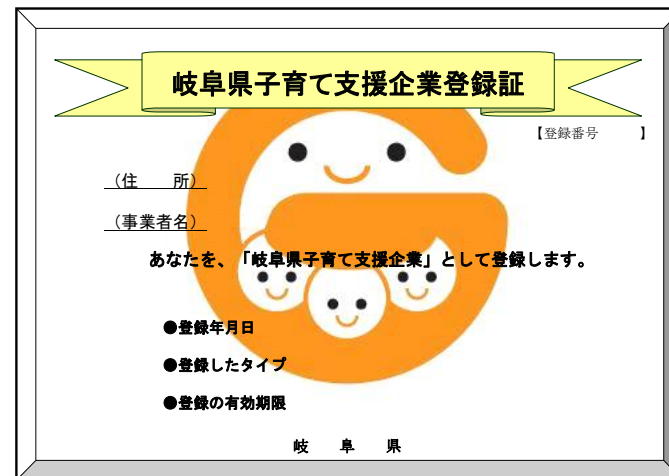 岐阜県子育て支援企業登録証
【登録番号　　　】
（住　　所）
（事業者名）
あなたを、「岐阜県子育て支援企業」として登録します。
●登録年月日
●登録したタイプ
●登録の有効期限
岐　阜　県